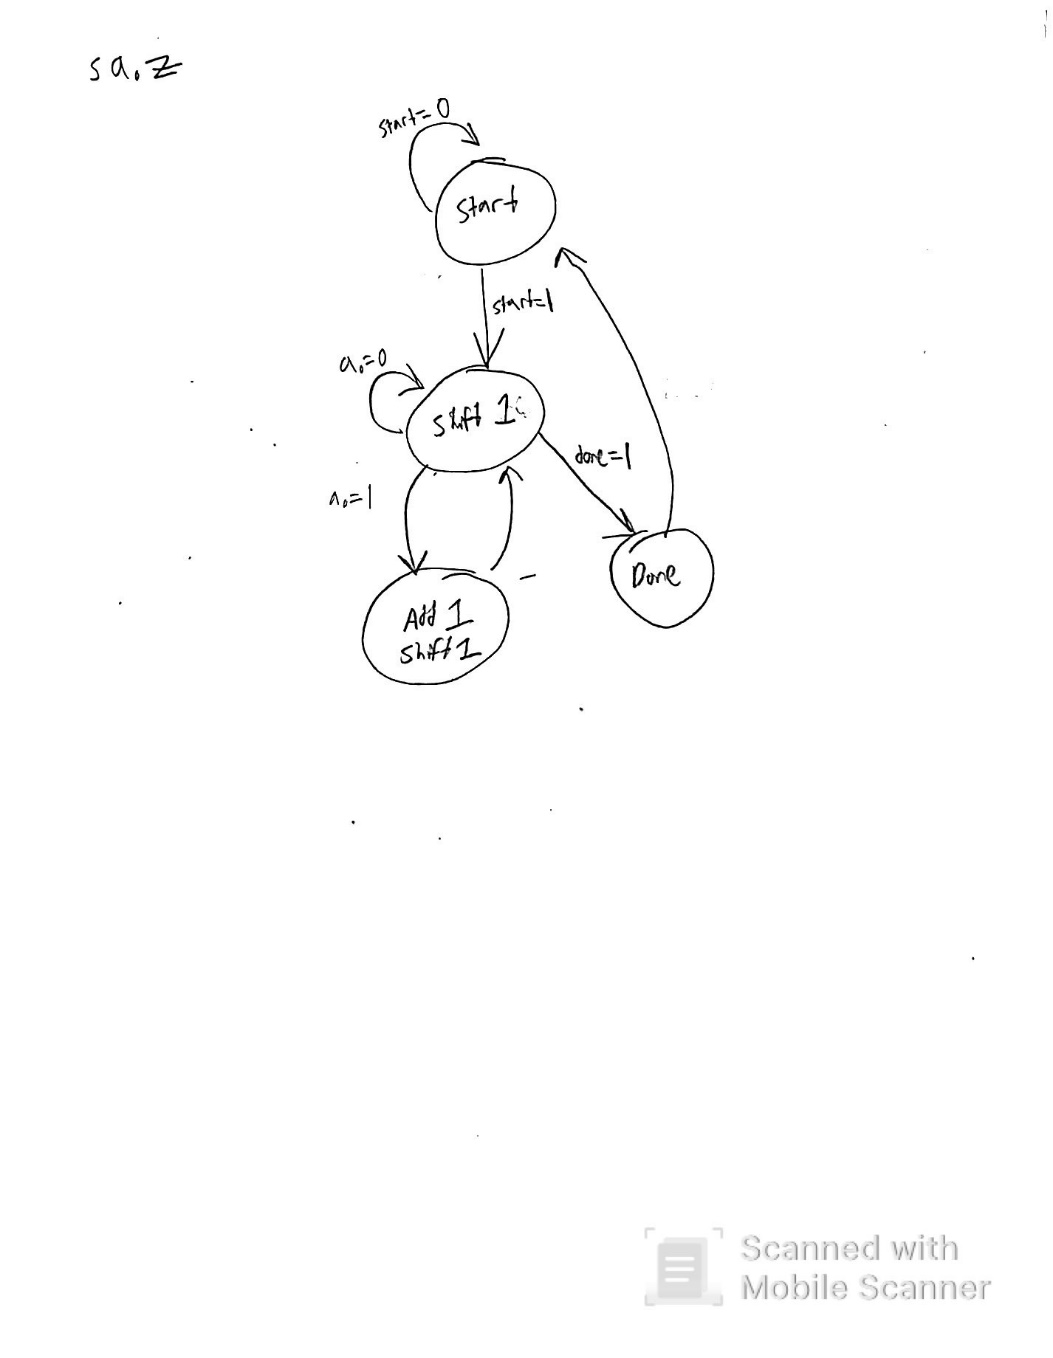 s a₀ z
start=0
Start
start=1
a₀=0
Shift 1
a₀=1
done=1
Done
Add 1
Shift 1
Scanned with
Mobile Scanner